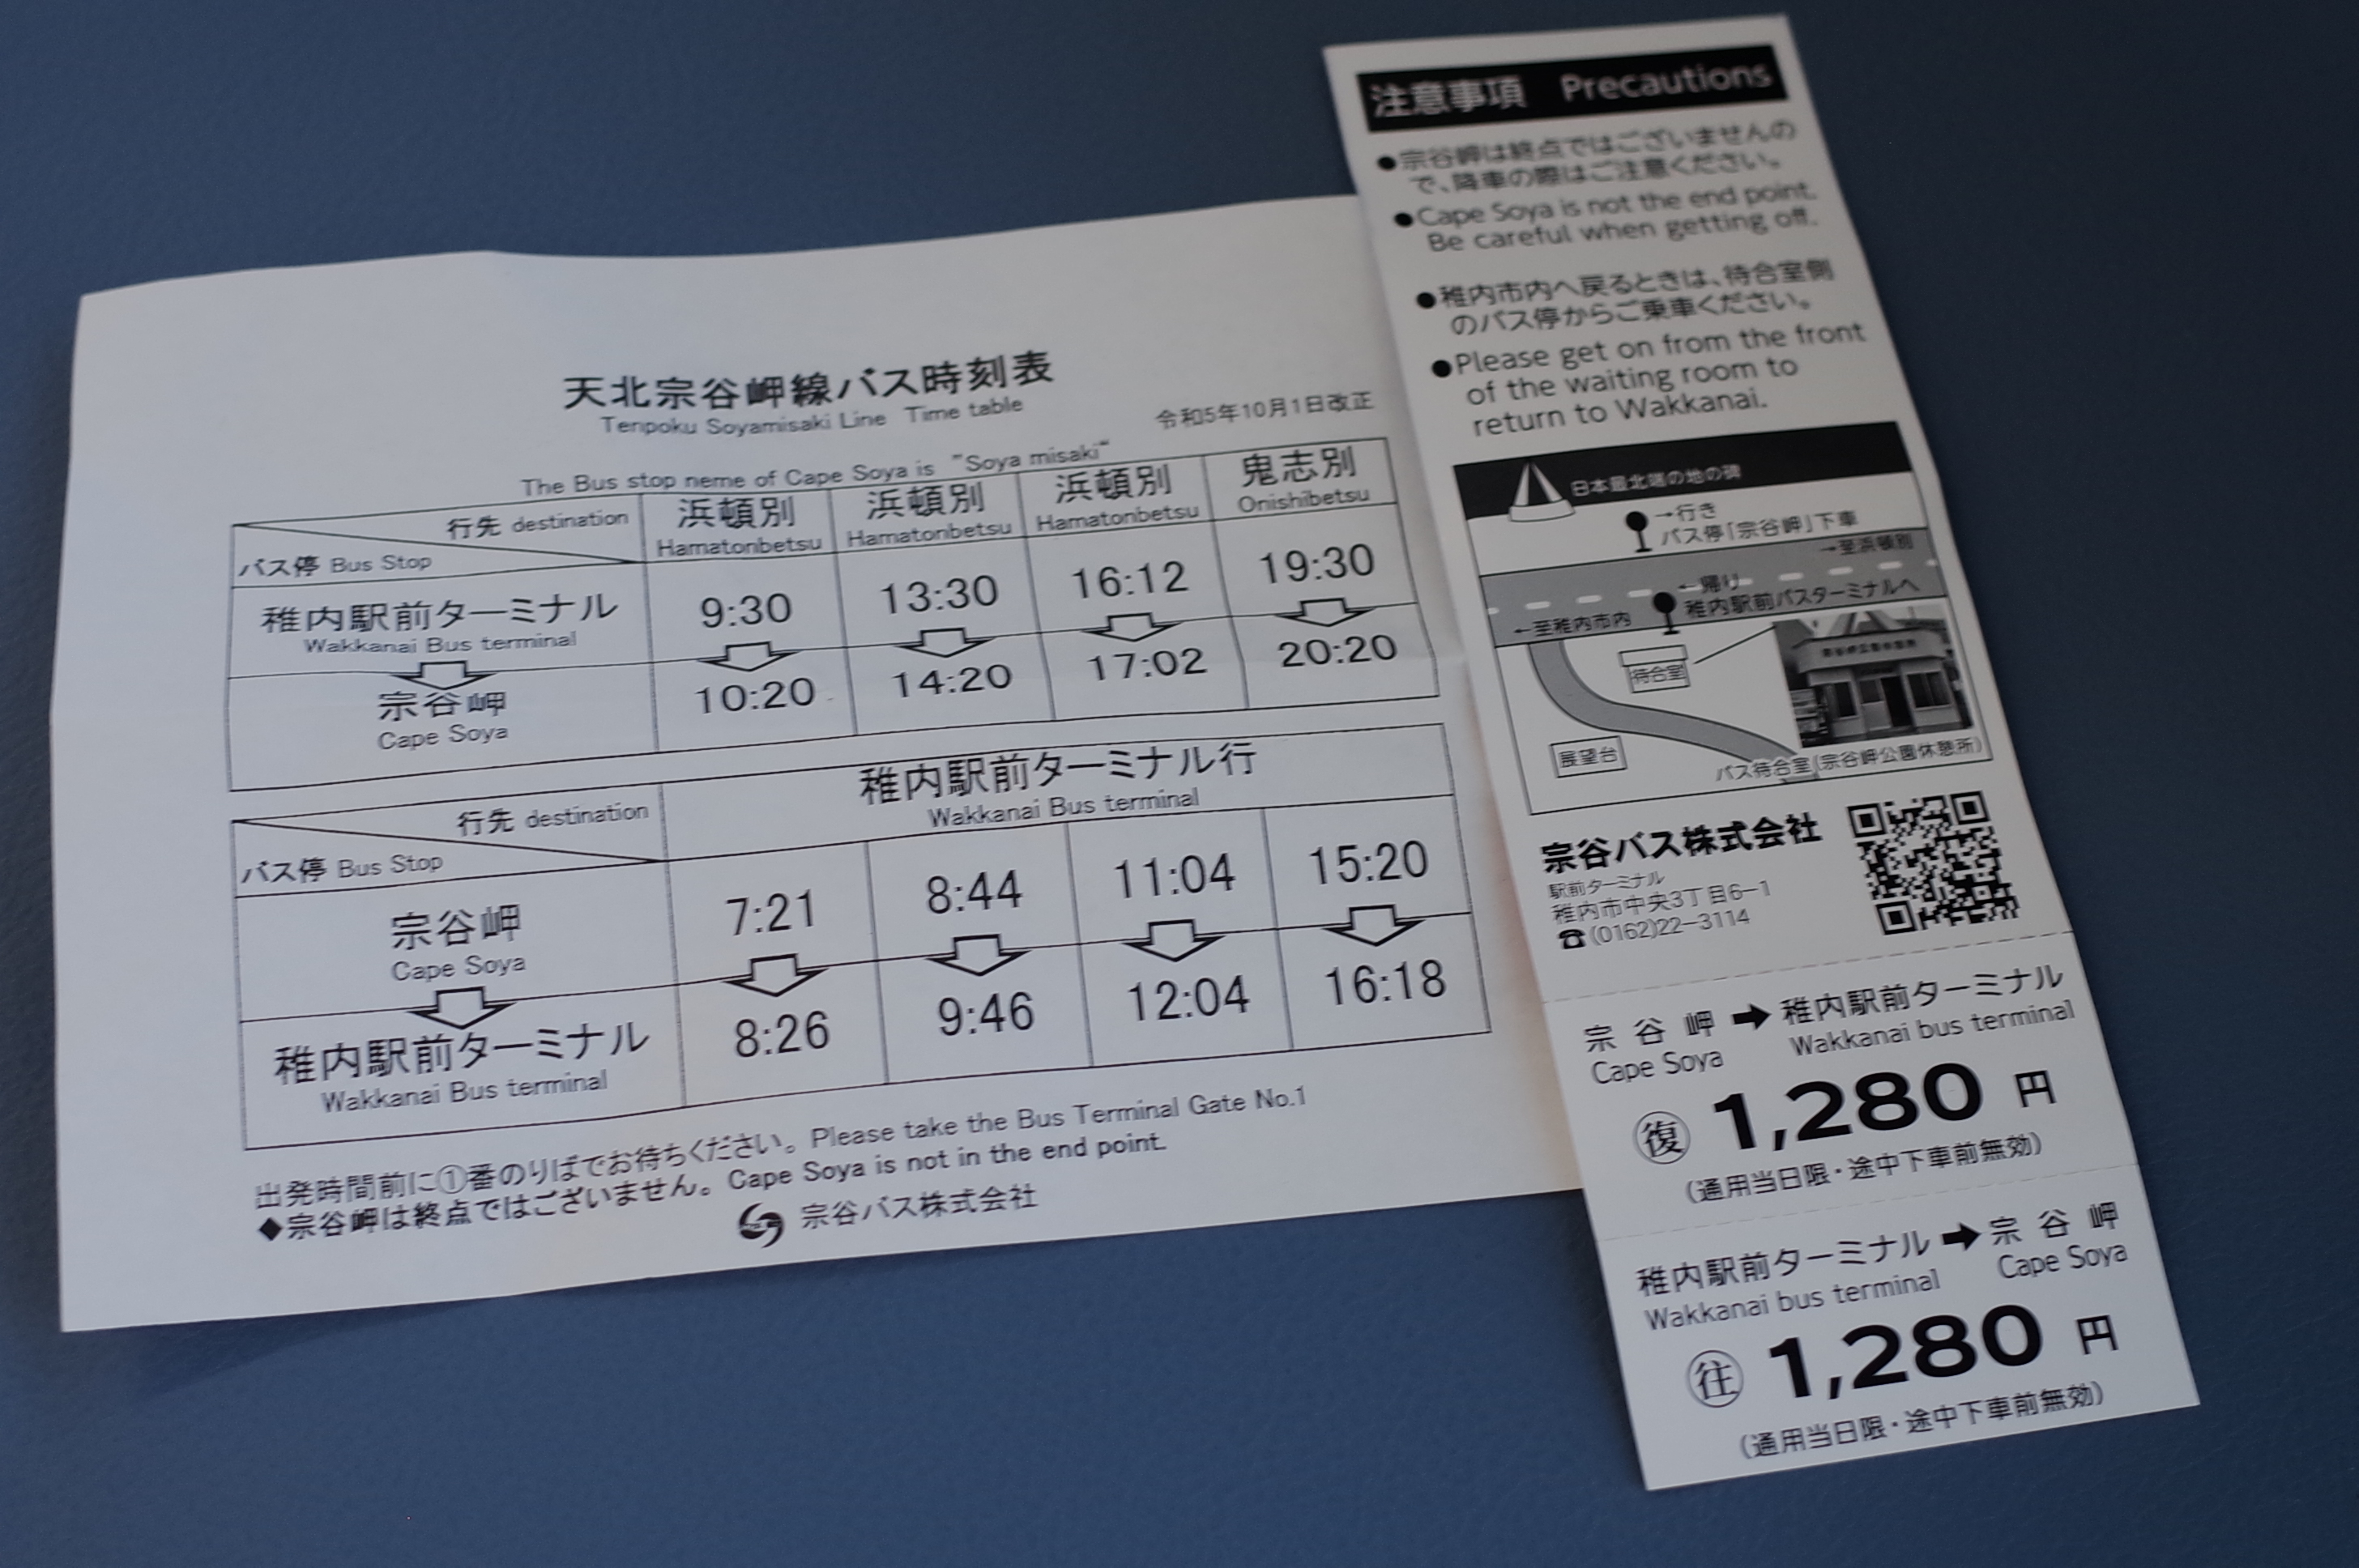 天北宗谷岬線バス時刻表
Tenpoku Soyamisaki Line Time table
令和5年10月1日改正
The Bus stop neme of Cape Soya is "Soya misaki"
行先 destination
バス停 Bus Stop
浜頓別 浜頓別 浜頓別 鬼志別
Hamatonbetsu Hamatonbetsu Hamatonbetsu Onishibetsu
稚内駅前ターミナル 9:30 13:30 16:12 19:30
Wakkanai Bus terminal
宗谷岬 10:20 14:20 17:02 20:20
Cape Soya
行先 destination
バス停 Bus Stop
稚内駅前ターミナル行
Wakkanai Bus terminal
宗谷岬 7:21 8:44 11:04 15:20
Cape Soya
稚内駅前ターミナル 8:26 9:46 12:04 16:18
Wakkanai Bus terminal
出発時間前に①番のりばでお待ちください。Please take the Bus Terminal Gate No.1
◆宗谷岬は終点ではございません。Cape Soya is not in the end point.
宗谷バス株式会社
注意事項 Precautions
●宗谷岬は終点ではございませんの
で、降車の際はご注意ください。
●Cape Soya is not the end point.
Be careful when getting off.
●稚内市内へ戻るときは、待合室側
のバス停からご乗車ください。
●Please get on from the front
of the waiting room to
return to Wakkanai.
日本最北端の地の碑
→行き
バス停「宗谷岬」下車
→至浜頓別
←帰り
稚内駅前バスターミナルへ
←至稚内市内
待合室
展望台
バス待合室(宗谷岬公園休憩所)
宗谷バス株式会社
駅前ターミナル
稚内市中央3丁目6−1
☎(0162)22−3114
宗谷岬➡稚内駅前ターミナル
Cape Soya Wakkanai bus terminal
復 1,280円
(通用当日限・途中下車前無効)
稚内駅前ターミナル➡宗谷岬
Wakkanai bus terminal Cape Soya
往 1,280円
(通用当日限・途中下車前無効)